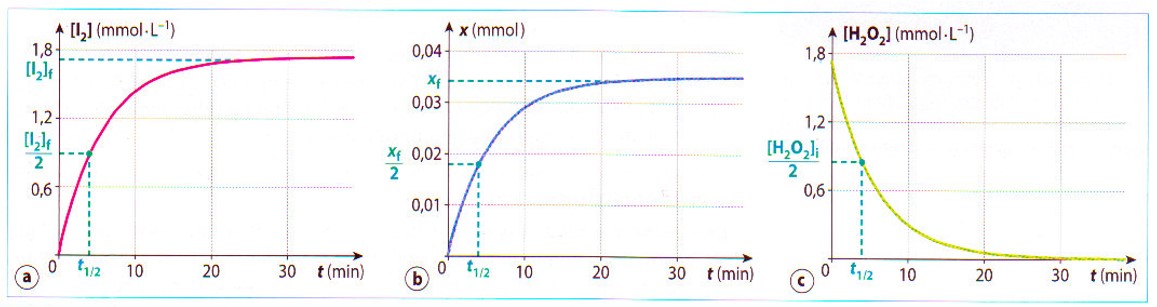 [I₂] (mmol·L⁻¹)
1,8
[I₂]f
1,2
[I₂]f
2
0,6
0
t1/2
10
20
30
t (min)
a
x (mmol)
0,04
xf
0,03
xf
2
0,02
0,01
0
t1/2
10
20
30
t (min)
b
[H₂O₂] (mmol·L⁻¹)
1,8
1,2
[H₂O₂]i
2
0,6
0
t1/2
10
20
30
t (min)
c